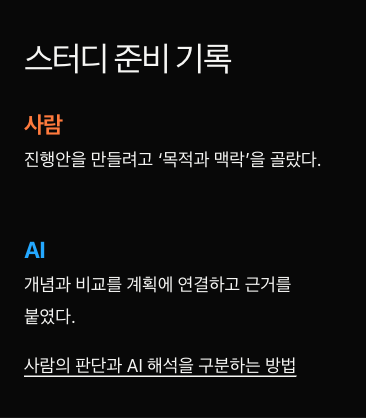 스터디 준비 기록
사람
진행안을 만들려고 ‘목적과 맥락’을 골랐다.
AI
개념과 비교를 계획에 연결하고 근거를
붙였다.
사람의 판단과 AI 해석을 구분하는 방법